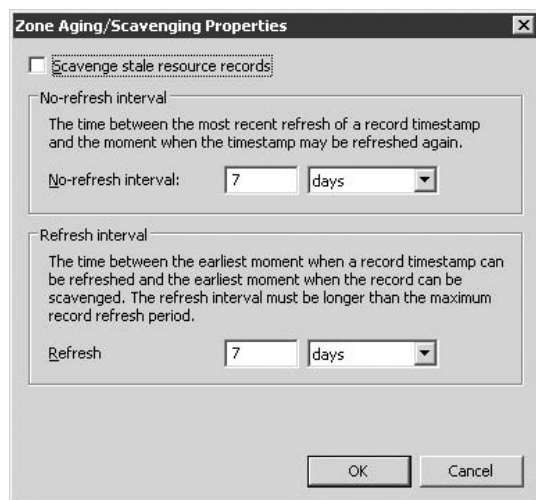 Zone Aging/Scavenging Properties
Scavenge stale resource records
No-refresh interval
The time between the most recent refresh of a record timestamp
and the moment when the timestamp may be refreshed again.
No-refresh interval: 7 days
Refresh interval
The time between the earliest moment when a record timestamp can
be refreshed and the earliest moment when the record can be
scavenged. The refresh interval must be longer than the maximum
record refresh period.
Refresh 7 days
OK Cancel